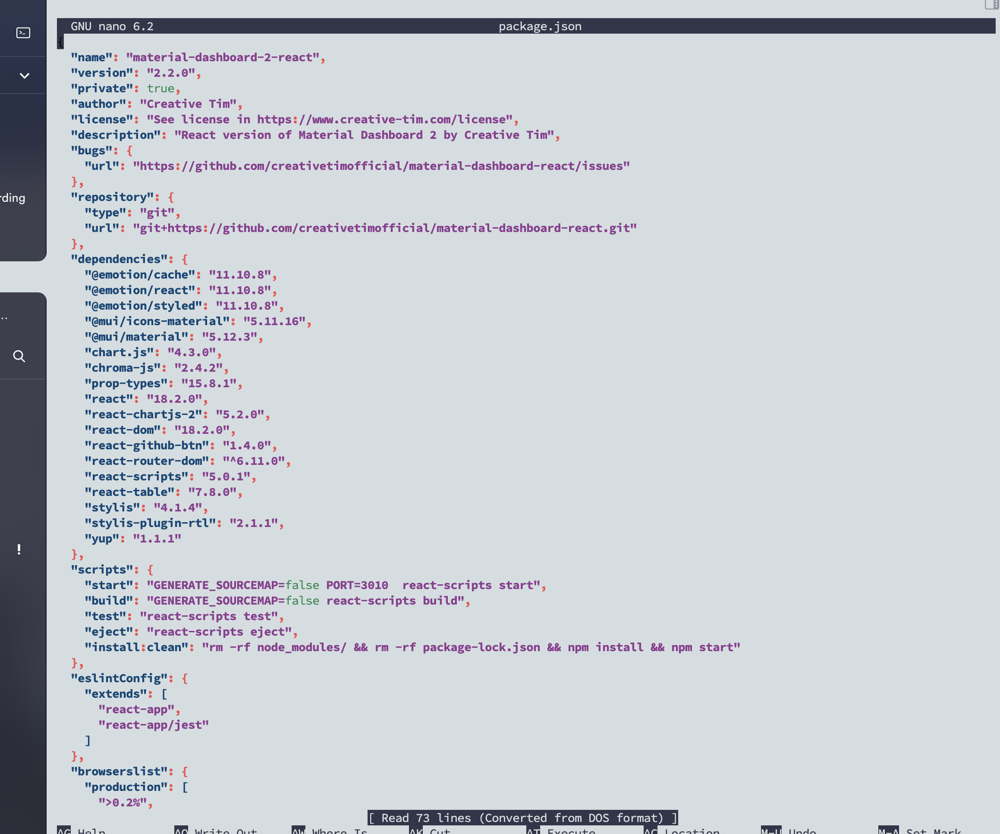 GNU nano 6.2 package.json
{
"name": "material-dashboard-2-react",
"version": "2.2.0",
"private": true,
"author": "Creative Tim",
"license": "See license in https://www.creative-tim.com/license",
"description": "React version of Material Dashboard 2 by Creative Tim",
"bugs": {
"url": "https://github.com/creativetimofficial/material-dashboard-react/issues"
},
"repository": {
"type": "git",
"url": "git+https://github.com/creativetimofficial/material-dashboard-react.git"
},
"dependencies": {
"@emotion/cache": "11.10.8",
"@emotion/react": "11.10.8",
"@emotion/styled": "11.10.8",
"@mui/icons-material": "5.11.16",
"@mui/material": "5.12.3",
"chart.js": "4.3.0",
"chroma-js": "2.4.2",
"prop-types": "15.8.1",
"react": "18.2.0",
"react-chartjs-2": "5.2.0",
"react-dom": "18.2.0",
"react-github-btn": "1.4.0",
"react-router-dom": "^6.11.0",
"react-scripts": "5.0.1",
"react-table": "7.8.0",
"stylis": "4.1.4",
"stylis-plugin-rtl": "2.1.1",
"yup": "1.1.1"
},
"scripts": {
"start": "GENERATE_SOURCEMAP=false PORT=3010  react-scripts start",
"build": "GENERATE_SOURCEMAP=false react-scripts build",
"test": "react-scripts test",
"eject": "react-scripts eject",
"install:clean": "rm -rf node_modules/ && rm -rf package-lock.json && npm install && npm start"
},
"eslintConfig": {
"extends": [
"react-app",
"react-app/jest"
]
},
"browserslist": {
"production": [
">0.2%",
[ Read 73 lines (Converted from DOS format) ]
^G Help ^O Write Out ^W Where Is ^K Cut ^T Execute ^C Location M-U Undo M-A Set Mark
rding